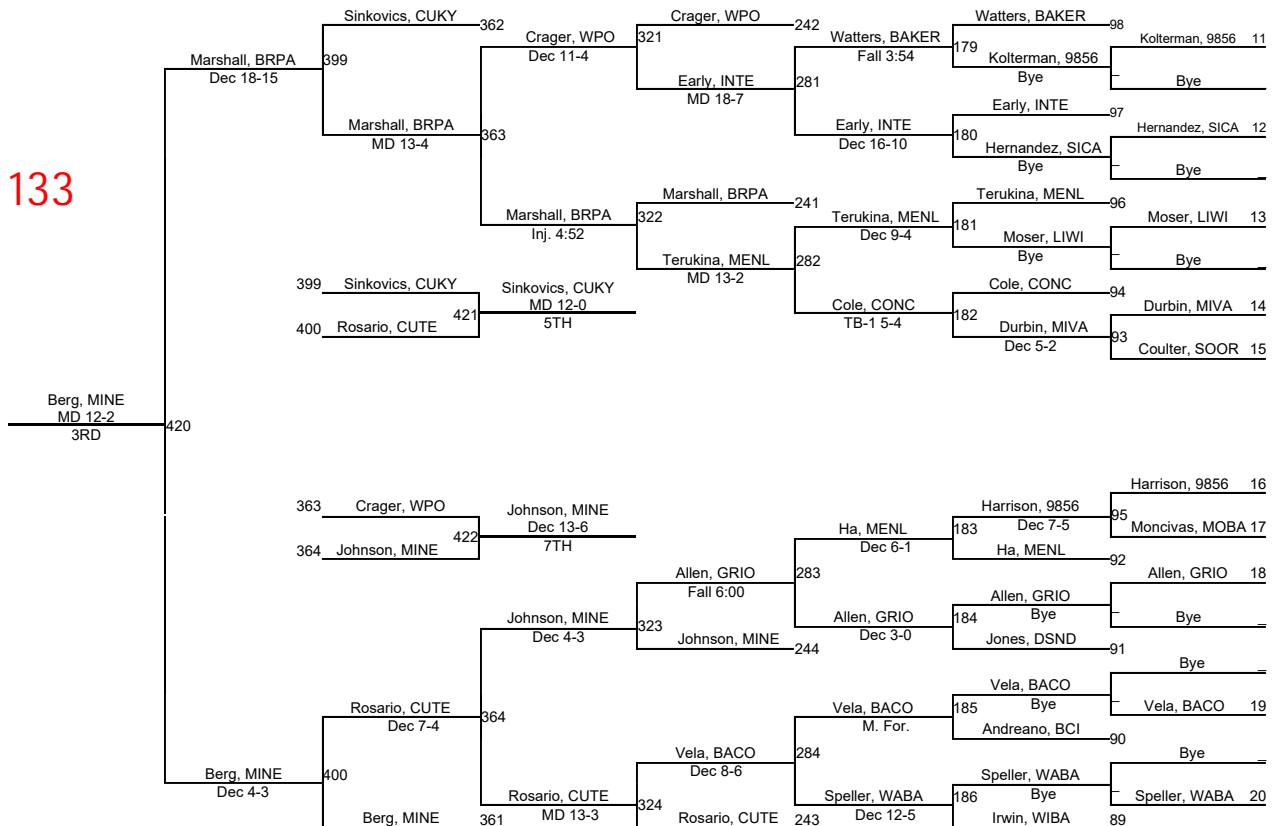 Sinkovics, CUKY 362
Crager, WPO 242
Watters, BAKER 98
Crager, WPO 321
Dec 11-4
Watters, BAKER 179
Fall 3:54
Kolterman, 9856 11
Marshall, BRPA 399
Dec 18-15
Kolterman, 9856 _
Bye
Bye _
Early, INTE 281
MD 18-7
Early, INTE 97
Marshall, BRPA 363
MD 13-4
Early, INTE 180
Dec 16-10
Hernandez, SICA 12
Hernandez, SICA _
Bye
Bye _
133
Marshall, BRPA 241
Terukina, MENL 96
Marshall, BRPA 322
Inj. 4:52
Terukina, MENL 181
Dec 9-4
Moser, LIWI 13
Moser, LIWI _
Bye
Bye _
Terukina, MENL 282
MD 13-2
399 Sinkovics, CUKY
Sinkovics, CUKY
MD 12-0
5TH
421
400 Rosario, CUTE
Cole, CONC 94
Cole, CONC 182
TB-1 5-4
Durbin, MIVA 14
Durbin, MIVA 93
Dec 5-2
Coulter, SOOR 15
Berg, MINE
MD 12-2
3RD
420
Harrison, 9856 16
363 Crager, WPO
Johnson, MINE
Dec 13-6
7TH
422
364 Johnson, MINE
Harrison, 9856 95
Dec 7-5
Moncivas, MOBA 17
Ha, MENL 183
Dec 6-1
Ha, MENL 92
Allen, GRIO 283
Fall 6:00
Allen, GRIO 18
Allen, GRIO _
Bye
Bye _
Johnson, MINE 323
Dec 4-3
Allen, GRIO 184
Dec 3-0
Johnson, MINE 244
Jones, DSND 91
Bye _
Rosario, CUTE 364
Dec 7-4
Vela, BACO 185
M. For.
Vela, BACO _
Bye
Vela, BACO 19
Andreano, BCI 90
Vela, BACO 284
Dec 8-6
Bye _
Berg, MINE 400
Dec 4-3
Speller, WABA _
Bye
Rosario, CUTE 324
MD 13-3
Speller, WABA 186
Dec 12-5
Speller, WABA 20
Berg, MINE 361
Rosario, CUTE 243
Irwin, WIBA 89